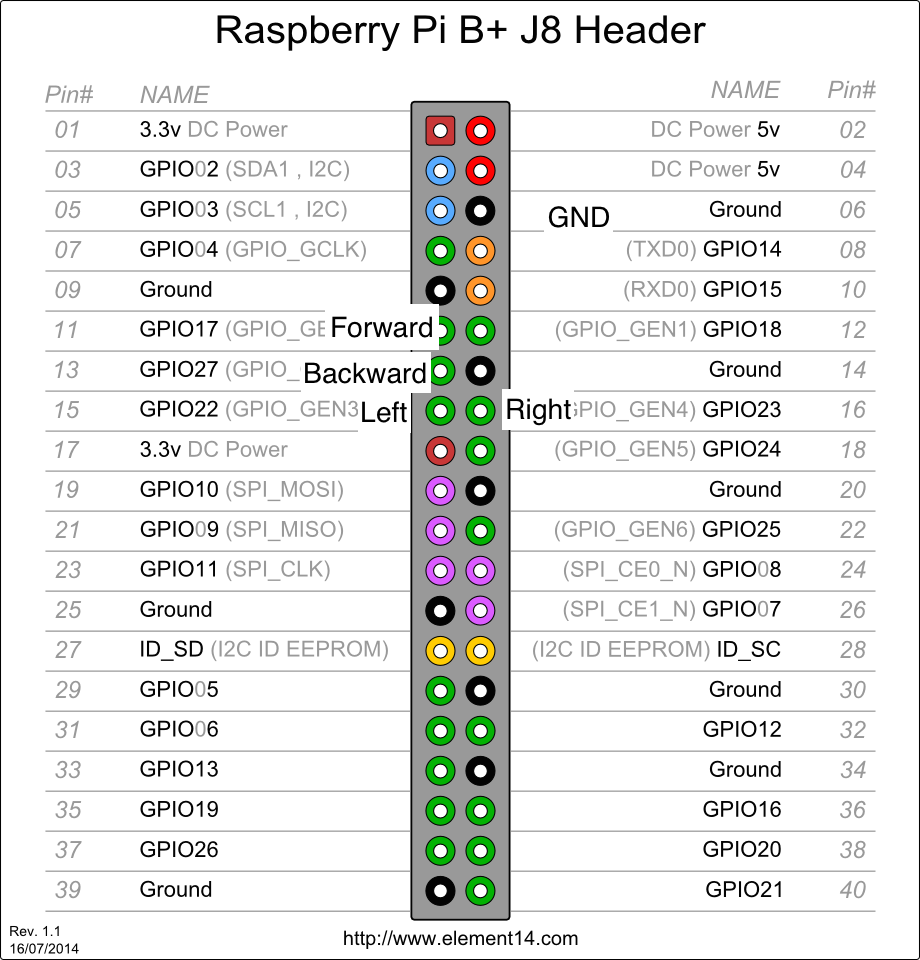 Raspberry Pi B+ J8 Header
Pin# NAME NAME Pin#
01 3.3v DC Power DC Power 5v 02
03 GPIO02 (SDA1 , I2C) DC Power 5v 04
05 GPIO03 (SCL1 , I2C) GND Ground 06
07 GPIO04 (GPIO_GCLK) (TXD0) GPIO14 08
09 Ground (RXD0) GPIO15 10
11 GPIO17 (GPIO_GE Forward (GPIO_GEN1) GPIO18 12
13 GPIO27 (GPIO_ Backward Ground 14
15 GPIO22 (GPIO_GEN3 Left Right GPIO_GEN4) GPIO23 16
17 3.3v DC Power (GPIO_GEN5) GPIO24 18
19 GPIO10 (SPI_MOSI) Ground 20
21 GPIO09 (SPI_MISO) (GPIO_GEN6) GPIO25 22
23 GPIO11 (SPI_CLK) (SPI_CE0_N) GPIO08 24
25 Ground (SPI_CE1_N) GPIO07 26
27 ID_SD (I2C ID EEPROM) (I2C ID EEPROM) ID_SC 28
29 GPIO05 Ground 30
31 GPIO06 GPIO12 32
33 GPIO13 Ground 34
35 GPIO19 GPIO16 36
37 GPIO26 GPIO20 38
39 Ground GPIO21 40
Rev. 1.1
16/07/2014
http://www.element14.com